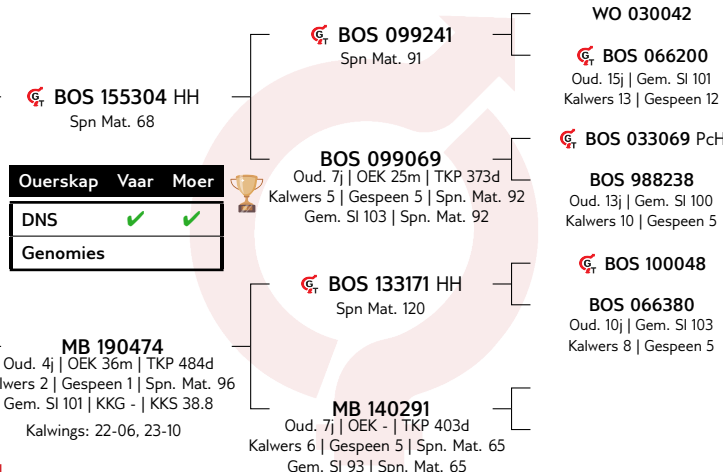 BOS 155304 HH
Spn Mat. 68
Ouerskap Vaar Moer
DNS ✔ ✔
Genomies
MB 190474
Oud. 4j | OEK 36m | TKP 484d
lwers 2 | Gespeen 1 | Spn. Mat. 96
Gem. SI 101 | KKG - | KKS 38.8
Kalwings: 22-06, 23-10
BOS 099241
Spn Mat. 91
BOS 099069
Oud. 7j | OEK 25m | TKP 373d
Kalwers 5 | Gespeen 5 | Spn. Mat. 92
Gem. SI 103 | Spn. Mat. 92
BOS 133171 HH
Spn Mat. 120
MB 140291
Oud. 7j | OEK - | TKP 403d
Kalwers 6 | Gespeen 5 | Spn. Mat. 65
Gem. SI 93 | Spn. Mat. 65
WO 030042
BOS 066200
Oud. 15j | Gem. SI 101
Kalwers 13 | Gespeen 12
BOS 033069 PcH
BOS 988238
Oud. 13j | Gem. SI 100
Kalwers 10 | Gespeen 5
BOS 100048
BOS 066380
Oud. 10j | Gem. SI 103
Kalwers 8 | Gespeen 5